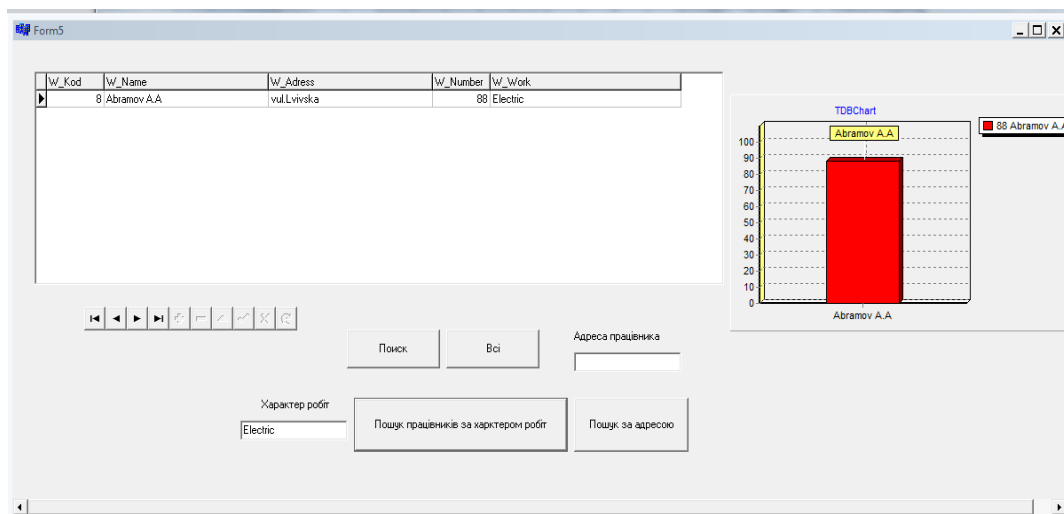 Form5
W_Kod W_Name W_Adress W_Number W_Work
8 Abramov A.A vul.Lvivska 88 Electric
TDBChart
Abramov A.A
88 Abramov A.A
100
90
80
70
60
50
40
30
20
10
0
Abramov A.A
Поиск
Всі
Адреса працівника
Характер робіт
Electric
Пошук працівників за харктером робіт
Пошук за адресою